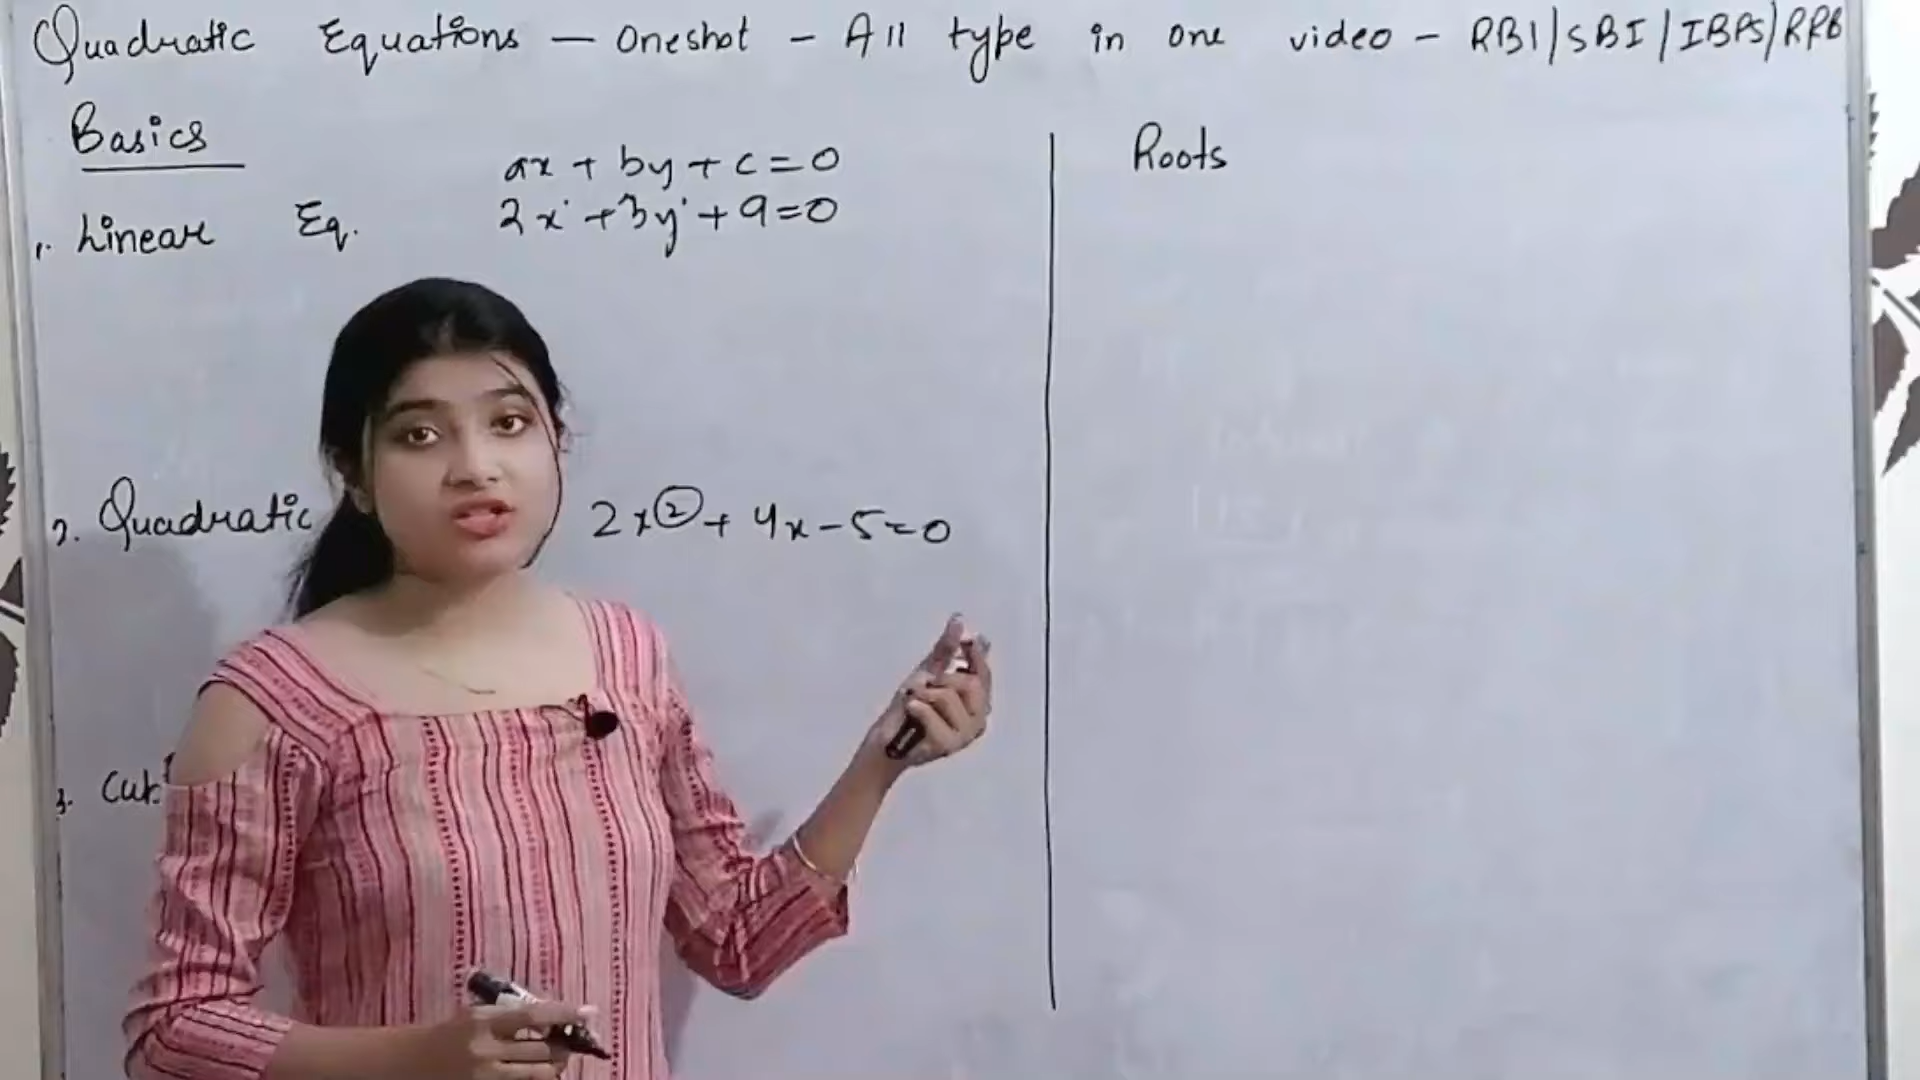 Quadratic Equations - Oneshot - All type in one video - RBI/SBI/IBPS/RRB
Basics
ax + by + c = 0
1. Linear Eq. 2x + 3y + 9 = 0
2. Quadratic 2x² + 4x - 5 = 0
3. Cub
Roots